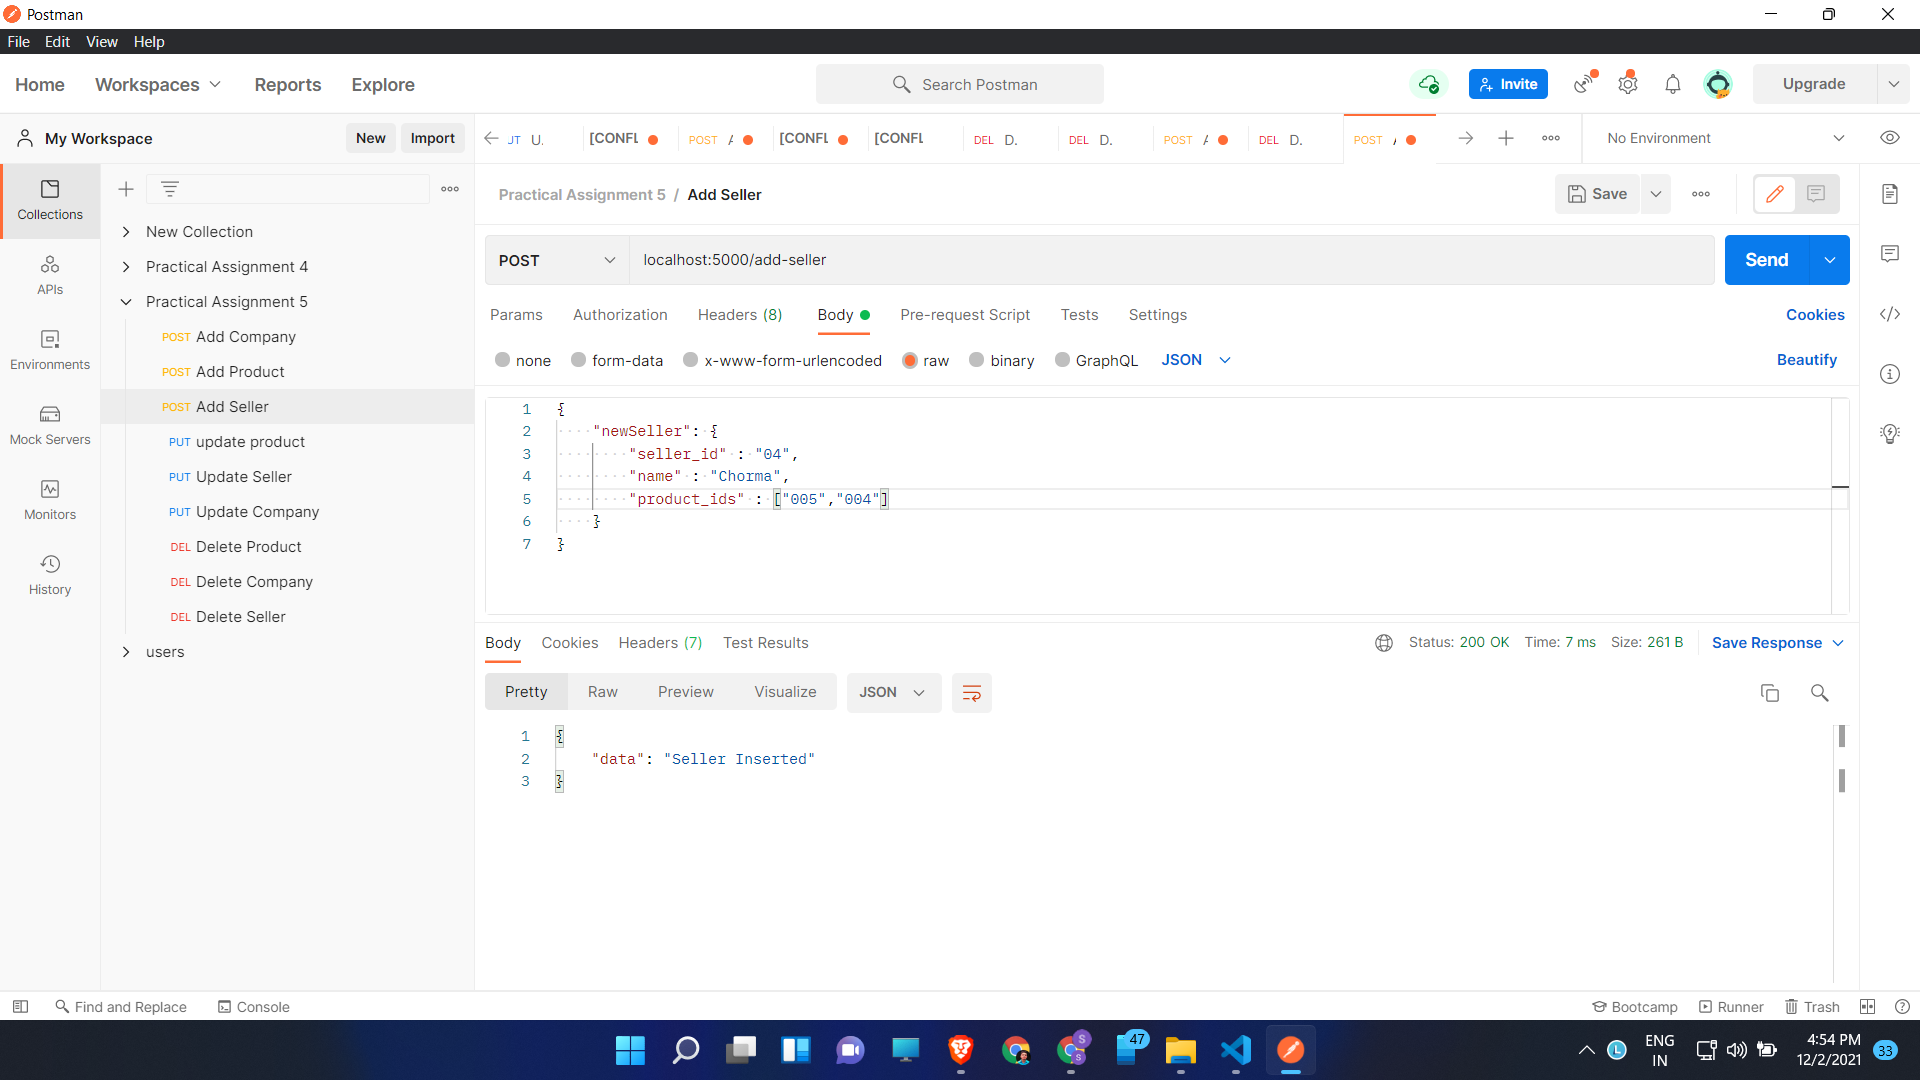 Postman
File Edit View Help
Home Workspaces Reports Explore Search Postman Invite Upgrade
My Workspace New Import UT U. [CONFL POST A [CONFL [CONFL DEL D. DEL D. POST A DEL D. POST No Environment
Collections
APIs
Environments
Mock Servers
Monitors
History
New Collection
Practical Assignment 4
Practical Assignment 5
POST Add Company
POST Add Product
POST Add Seller
PUT update product
PUT Update Seller
PUT Update Company
DEL Delete Product
DEL Delete Company
DEL Delete Seller
users
Practical Assignment 5 / Add Seller Save
POST localhost:5000/add-seller Send
Params Authorization Headers (8) Body Pre-request Script Tests Settings Cookies
none form-data x-www-form-urlencoded raw binary GraphQL JSON Beautify
1 {
2 "newSeller": {
3 "seller_id" : "04",
4 "name" : "Chorma",
5 "product_ids" : ["005","004"]
6 }
7 }
Body Cookies Headers (7) Test Results Status: 200 OK Time: 7 ms Size: 261 B Save Response
Pretty Raw Preview Visualize JSON
1 {
2 "data": "Seller Inserted"
3 }
Find and Replace Console Bootcamp Runner Trash
S
S
47
L
ENG
IN
4:54 PM
12/2/2021
33